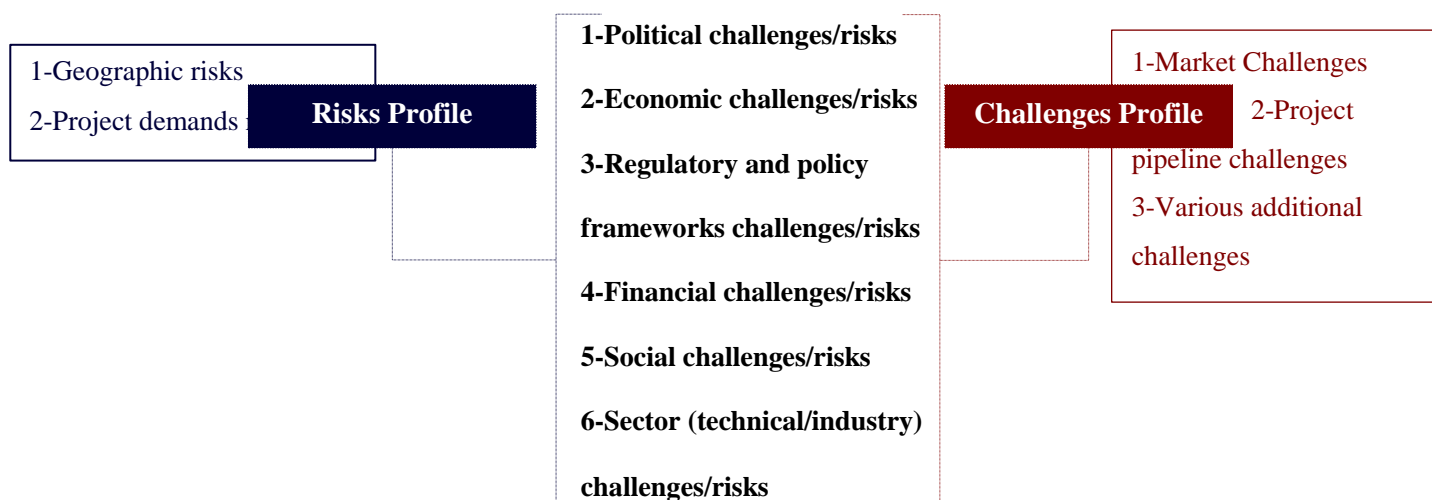 1-Geographic risks
2-Project demands
Risks Profile
1-Political challenges/risks
2-Economic challenges/risks
3-Regulatory and policy
frameworks challenges/risks
4-Financial challenges/risks
5-Social challenges/risks
6-Sector (technical/industry)
challenges/risks
Challenges Profile
1-Market Challenges
2-Project
pipeline challenges
3-Various additional
challenges